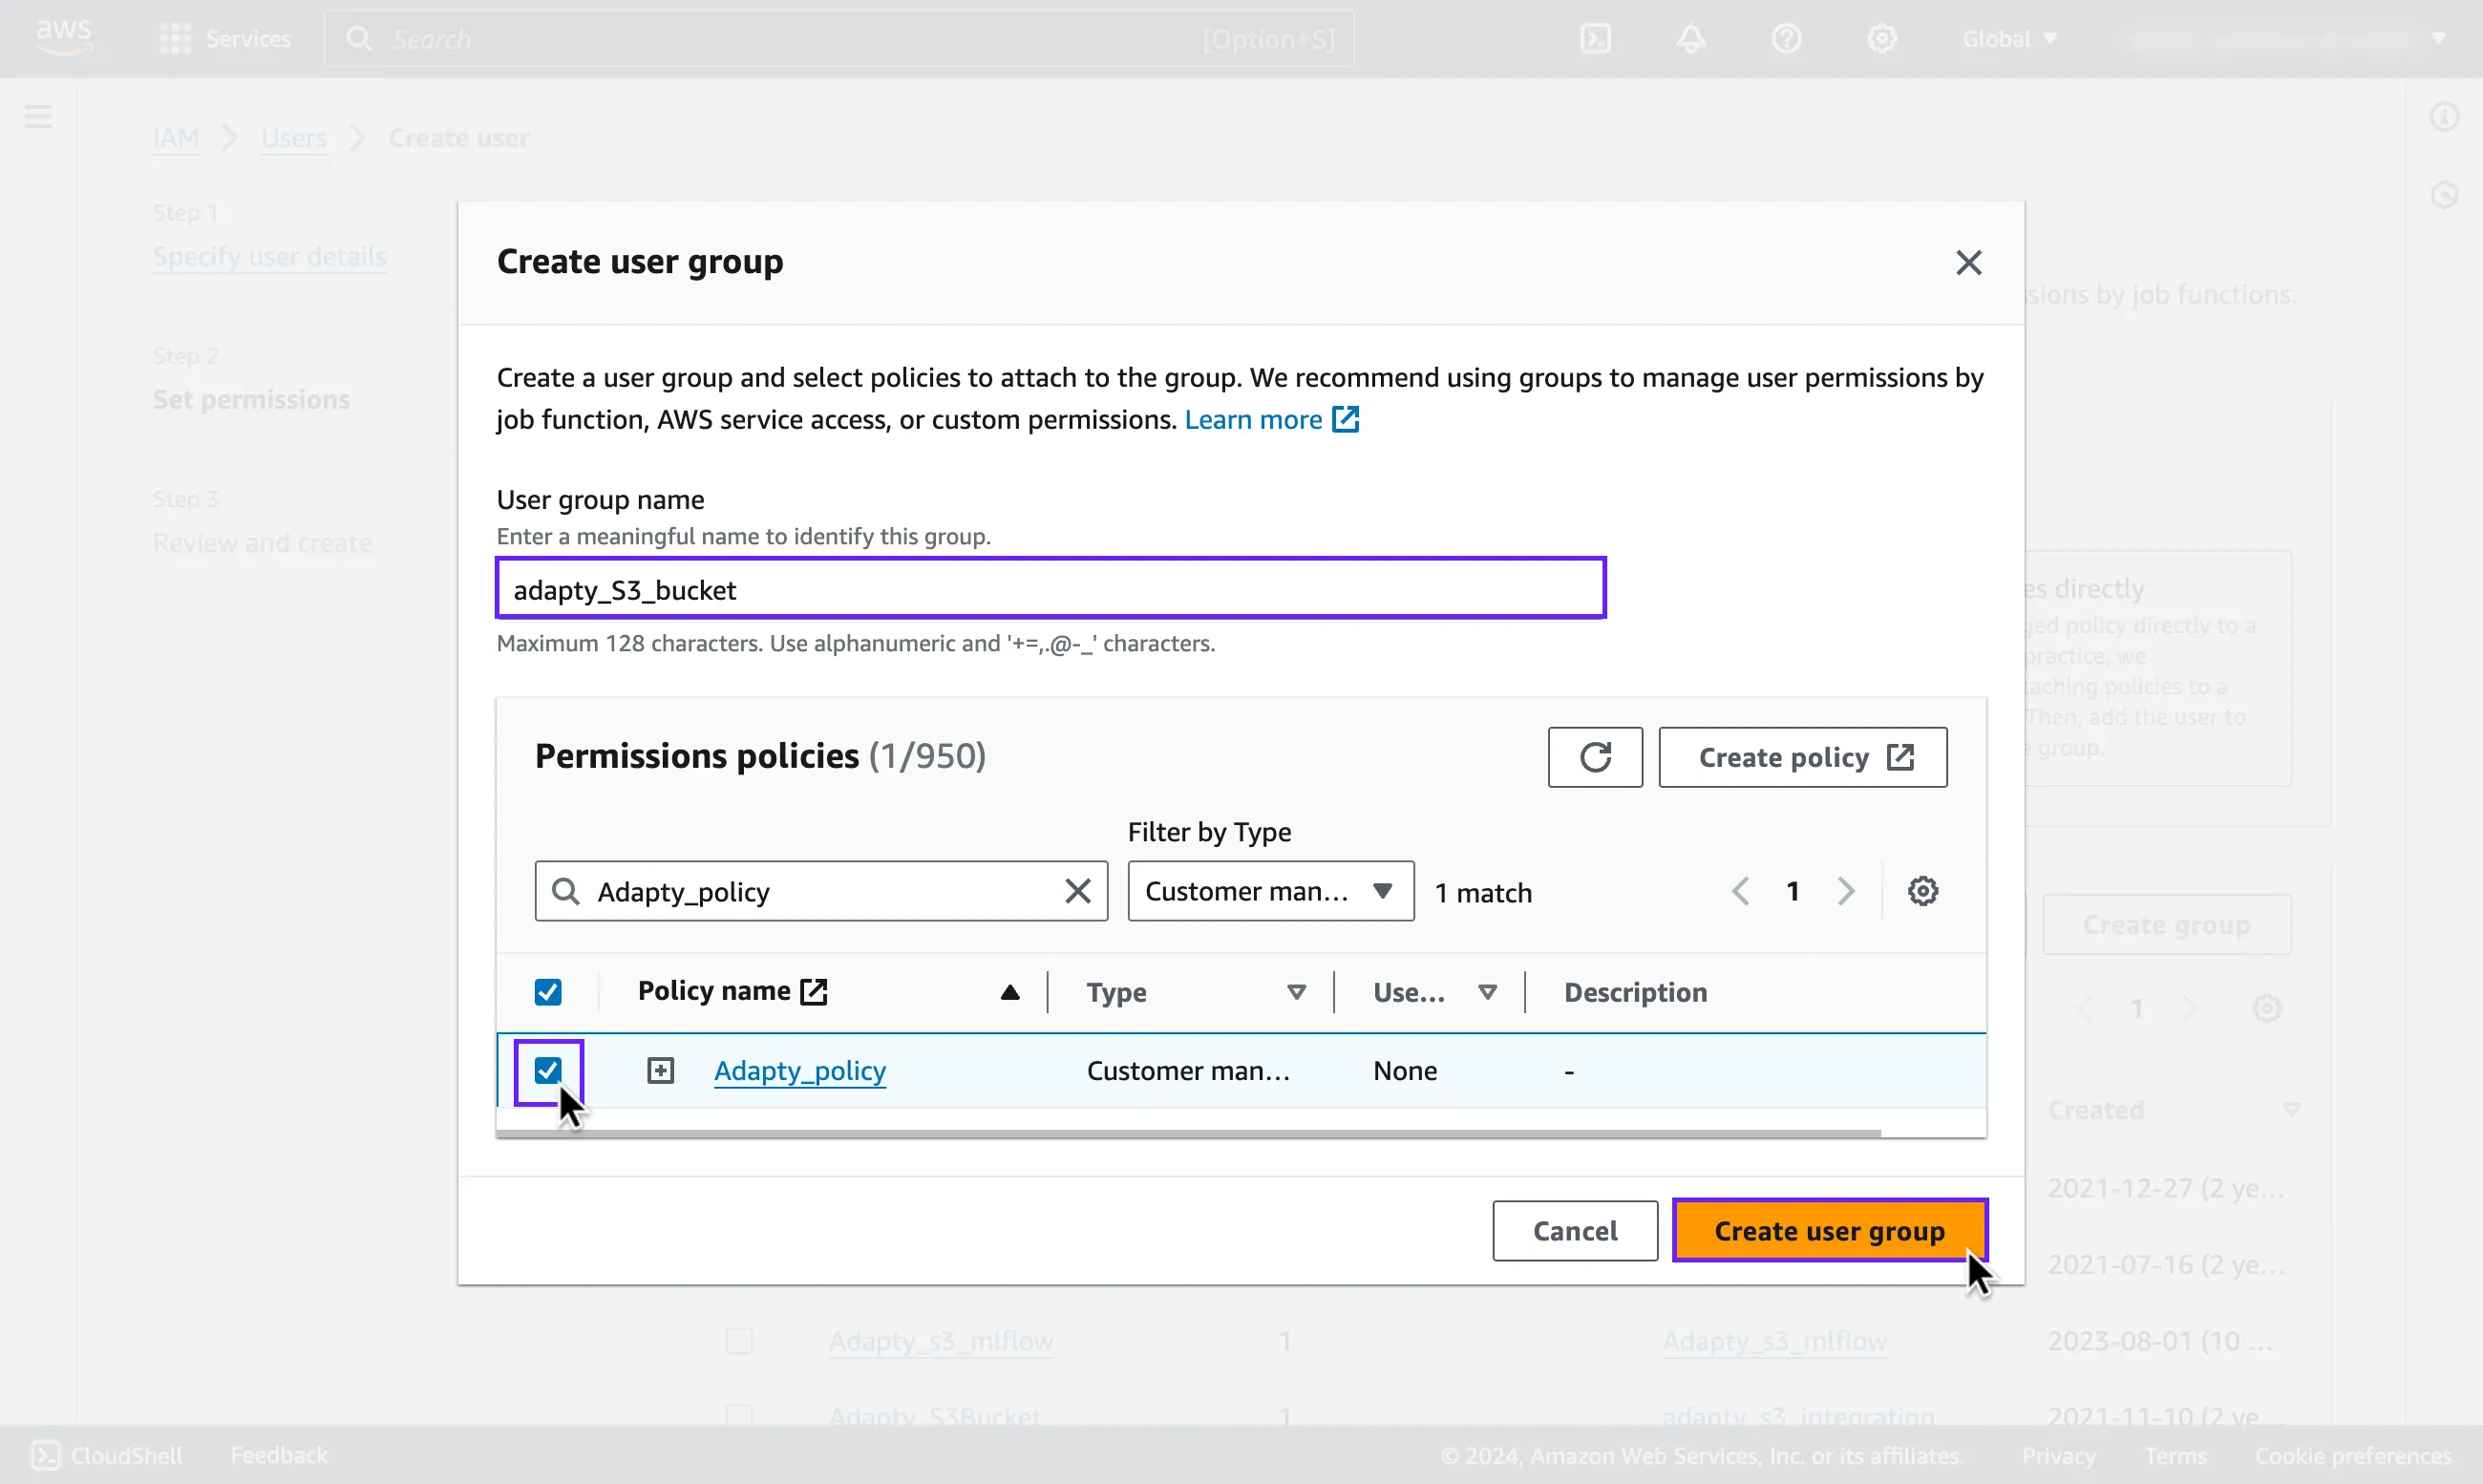 aws
Services
Search
[Option+S]
Global
IAM
Users
Create user
Step 1
Specify user details
Step 2
Set permissions
Step 3
Review and create
Create user group
Create a user group and select policies to attach to the group. We recommend using groups to manage user permissions by
job function, AWS service access, or custom permissions. Learn more
User group name
Enter a meaningful name to identify this group.
adapty_S3_bucket
Maximum 128 characters. Use alphanumeric and '+=,.@-_' characters.
Permissions policies (1/950)
Create policy
Filter by Type
Adapty_policy
Customer man...
1 match
1
Policy name
Type
Use...
Description
Adapty_policy
Customer man...
None
-
Cancel
Create user group
by job functions.
directly
policy directly to a
practice, we
policies to a
Then, add the user to
group.
Create group
1
Created
2021-12-27 (2 ye...
2021-07-16 (2 ye...
Adapty_s3_mlflow
1
Adapty_s3_mlflow
2023-08-01 (10 ...
Adapty_S3Bucket
1
adapty_s3_integration
2021-11-10 (2 ye...
CloudShell
Feedback
© 2024, Amazon Web Services, Inc. or its affiliates.
Privacy
Terms
Cookie preferences